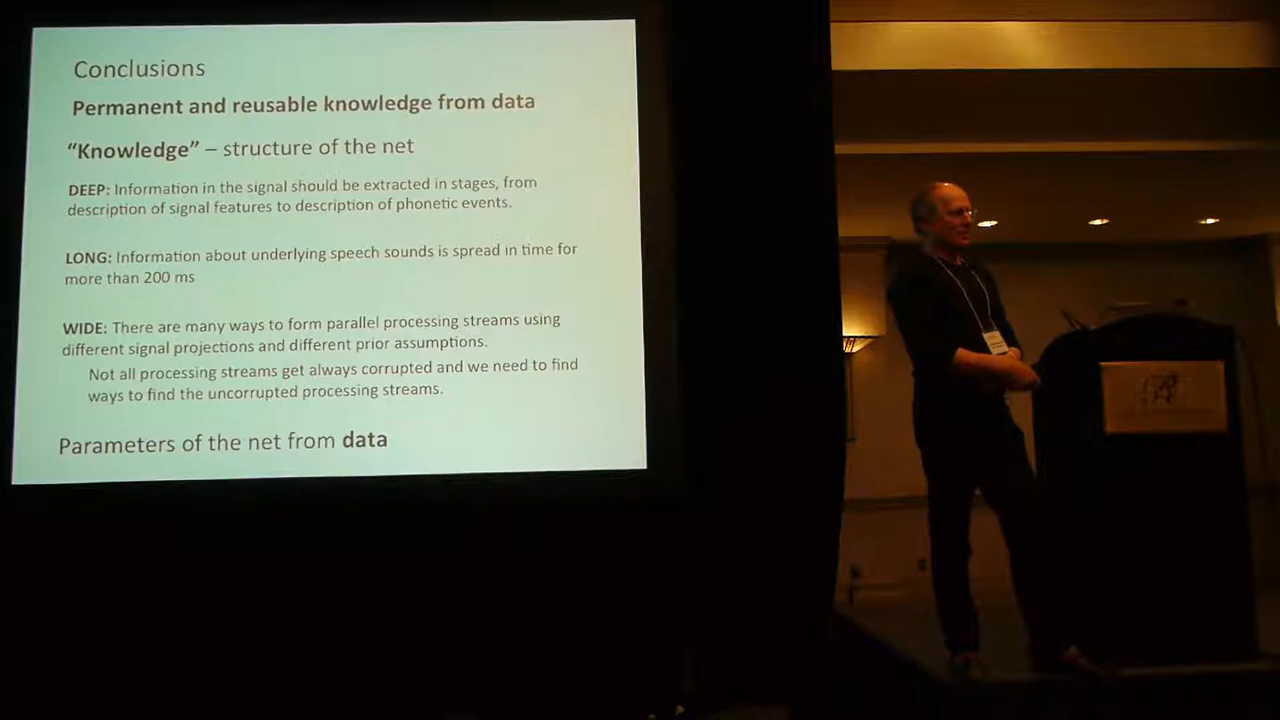 Conclusions
Permanent and reusable knowledge from data
“Knowledge” – structure of the net
DEEP: Information in the signal should be extracted in stages, from
description of signal features to description of phonetic events.
LONG: Information about underlying speech sounds is spread in time for
more than 200 ms
WIDE: There are many ways to form parallel processing streams using
different signal projections and different prior assumptions.
Not all processing streams get always corrupted and we need to find
ways to find the uncorrupted processing streams.
Parameters of the net from data